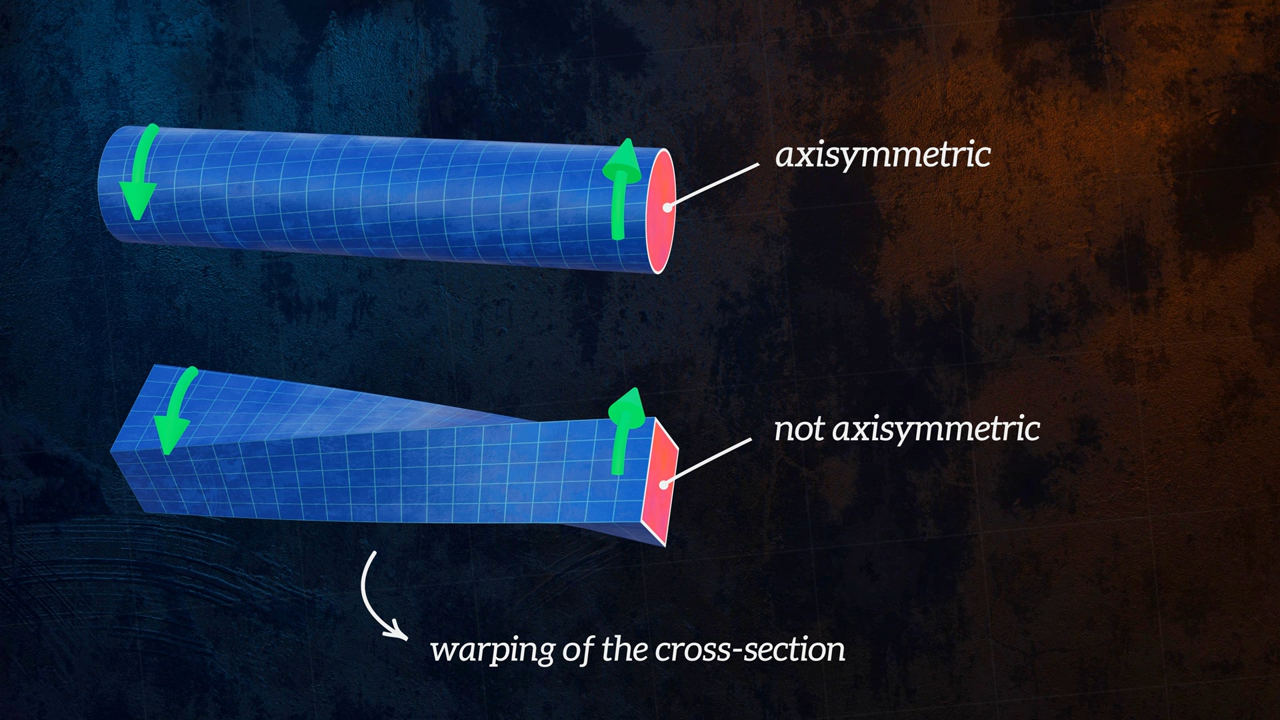 axisymmetric
not axisymmetric
warping of the cross-section